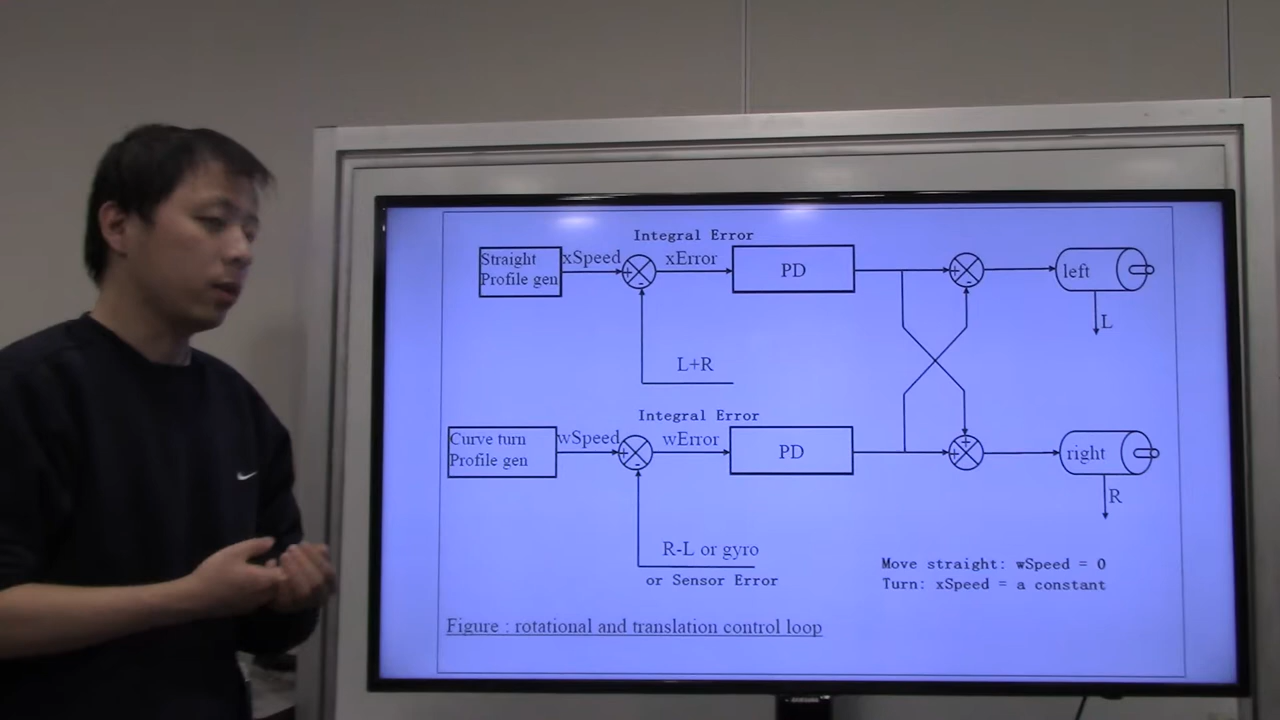 Integral Error
Straight
Profile gen
xSpeed
+
-
xError
PD
+
-
left
L
L+R
Integral Error
Curve turn
Profile gen
wSpeed
+
-
wError
PD
+
+
right
R
R-L or gyro
or Sensor Error
Move straight: wSpeed = 0
Turn: xSpeed = a constant
Figure : rotational and translation control loop